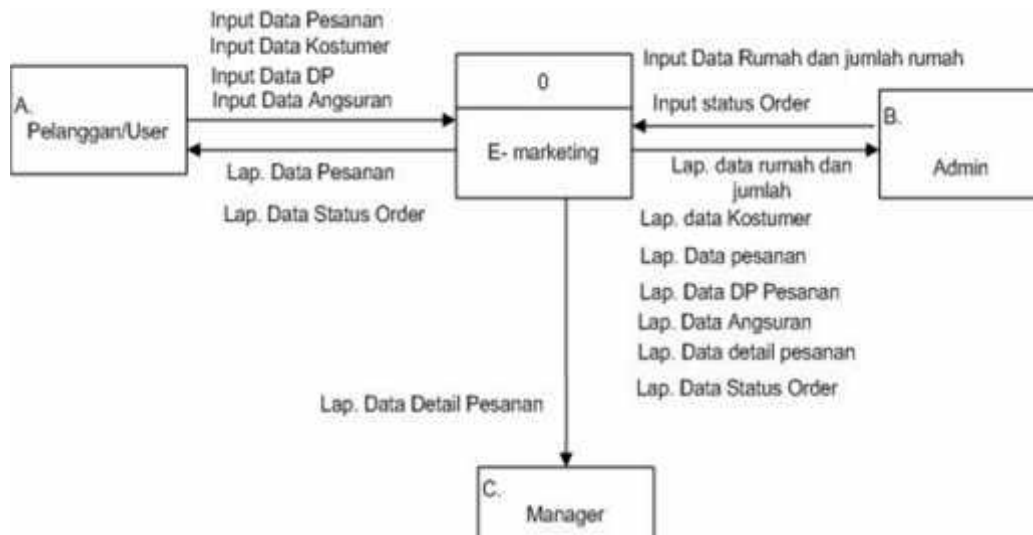 Input Data Pesanan
Input Data Kostumer
Input Data DP
Input Data Angsuran
A.
Pelanggan/User
Lap. Data Pesanan
Lap. Data Status Order
0
E- marketing
Input Data Rumah dan jumlah rumah
Input status Order
B.
Admin
Lap. data rumah dan
jumlah
Lap. data Kostumer
Lap. Data pesanan
Lap. Data DP Pesanan
Lap. Data Angsuran
Lap. Data detail pesanan
Lap. Data Status Order
Lap. Data Detail Pesanan
C.
Manager